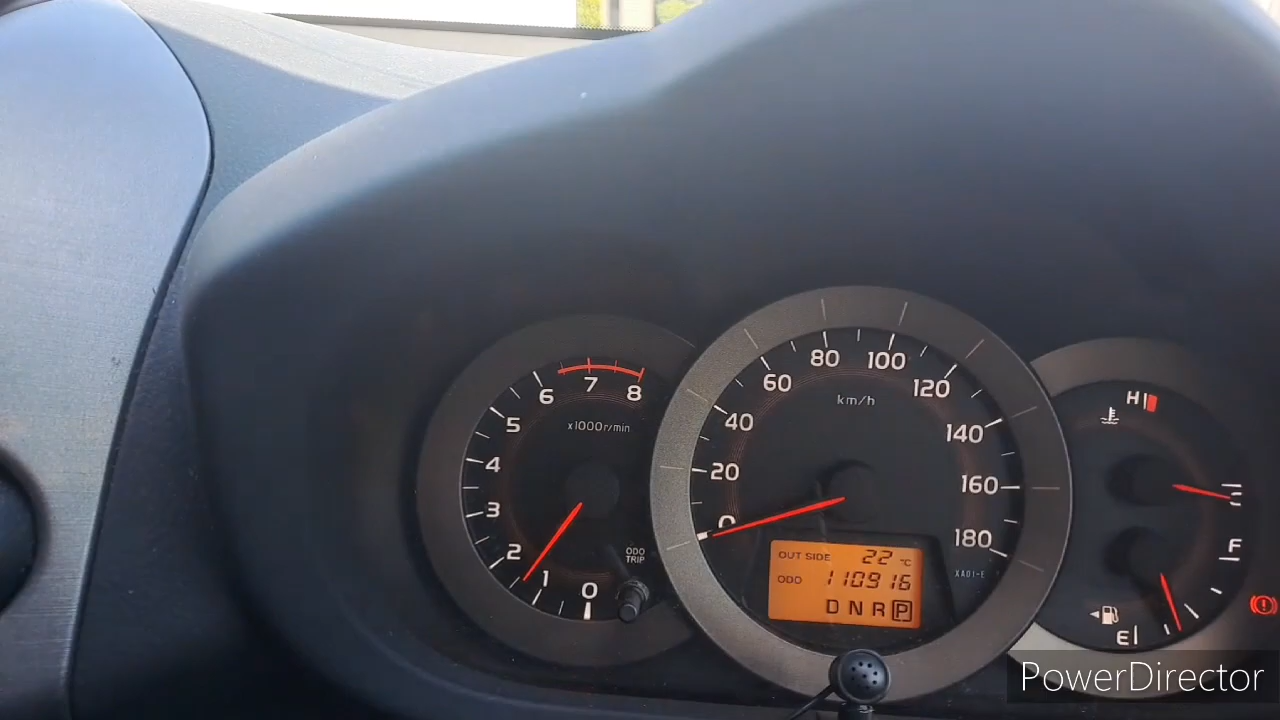 0
1
2
3
4
5
6
7
8
x1000r/min
ODO
TRIP
0
20
40
60
80
100
120
140
160
180
km/h
OUT SIDE 22 °C
ODO 110916
D N R P
XA01-E
H
C
F
E
PowerDirector